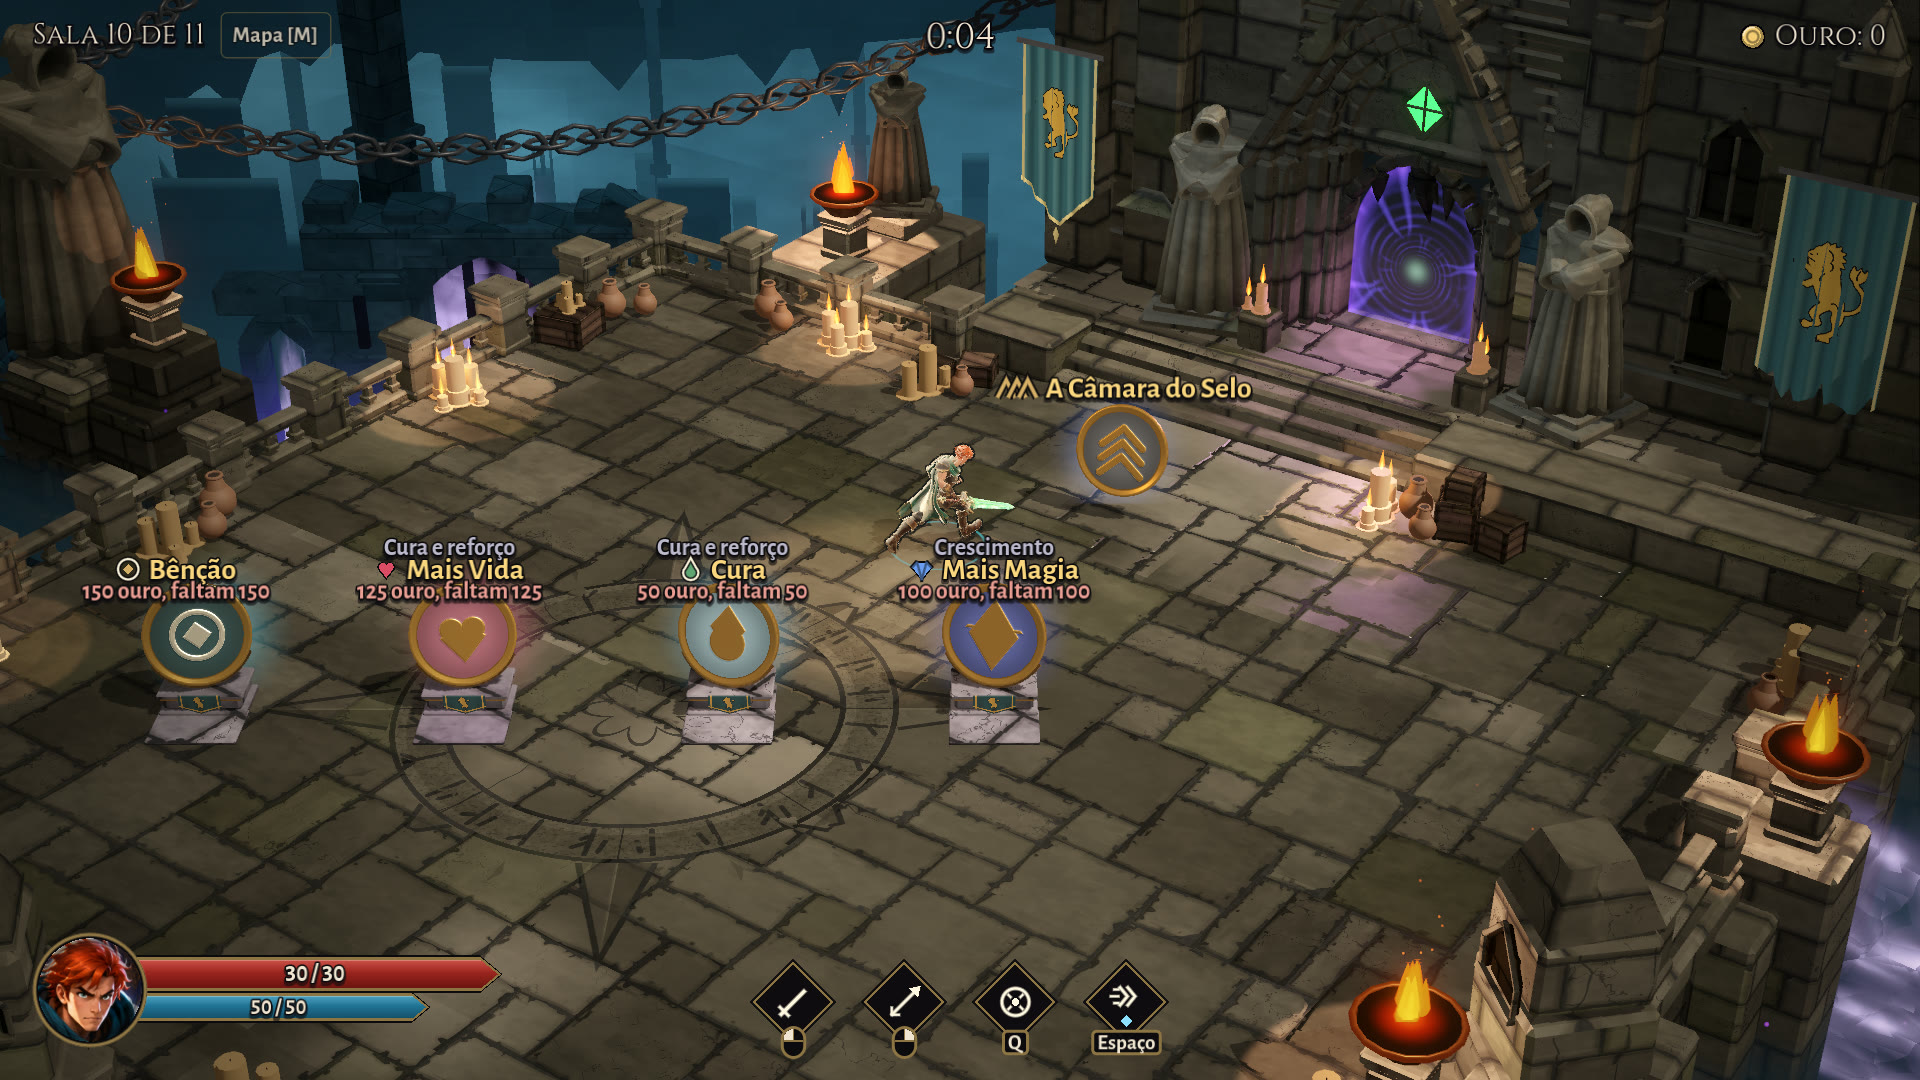 Sala 10 de 11
Mapa [M]
0:04
Ouro: 0
A Câmara do Selo
Bênção
150 ouro, faltam 150
Cura e reforço
Mais Vida
125 ouro, faltam 125
Cura e reforço
Cura
50 ouro, faltam 50
Crescimento
Mais Magia
100 ouro, faltam 100
30/30
50/50
Q
Espaço